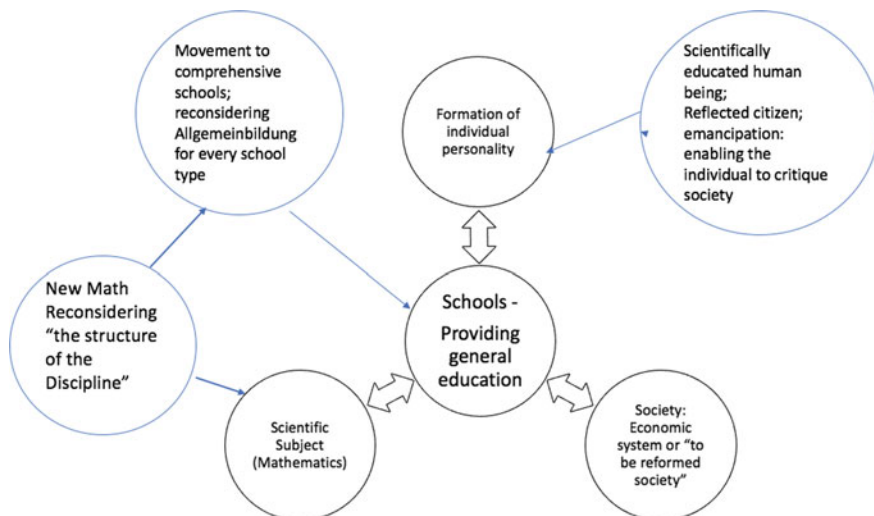 Movement to
comprehensive
schools;
reconsidering
Allgemeinbildung
for every school
type
Formation of
individual
personality
Scientifically
educated human
being;
Reflected citizen;
emancipation:
enabling the
individual to critique
society
New Math
Reconsidering
“the structure
of the
Discipline”
Schools -
Providing
general
education
Scientific
Subject
(Mathematics)
Society:
Economic
system or “to
be reformed
society”